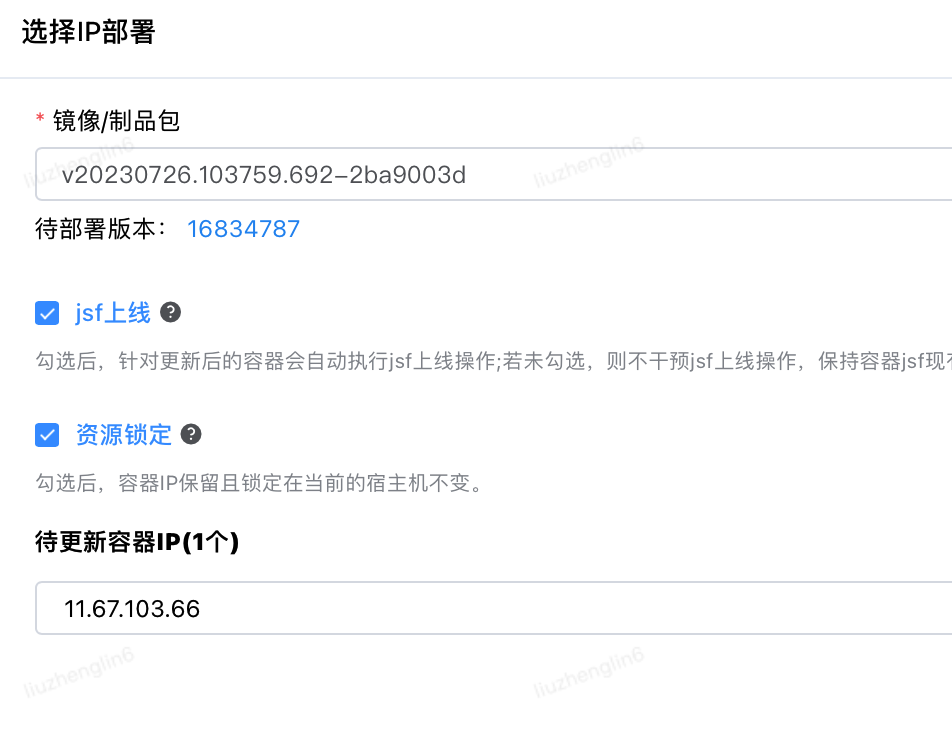 选择IP部署
* 镜像/制品包
v20230726.103759.692-2ba9003d
待部署版本： 16834787
jsf上线
勾选后，针对更新后的容器会自动执行jsf上线操作;若未勾选，则不干预jsf上线操作，保持容器jsf现
资源锁定
勾选后，容器IP保留且锁定在当前的宿主机不变。
待更新容器IP(1个)
11.67.103.66
liuzhenglin6
liuzhenglin6
liuzhenglin6
liuzhenglin6